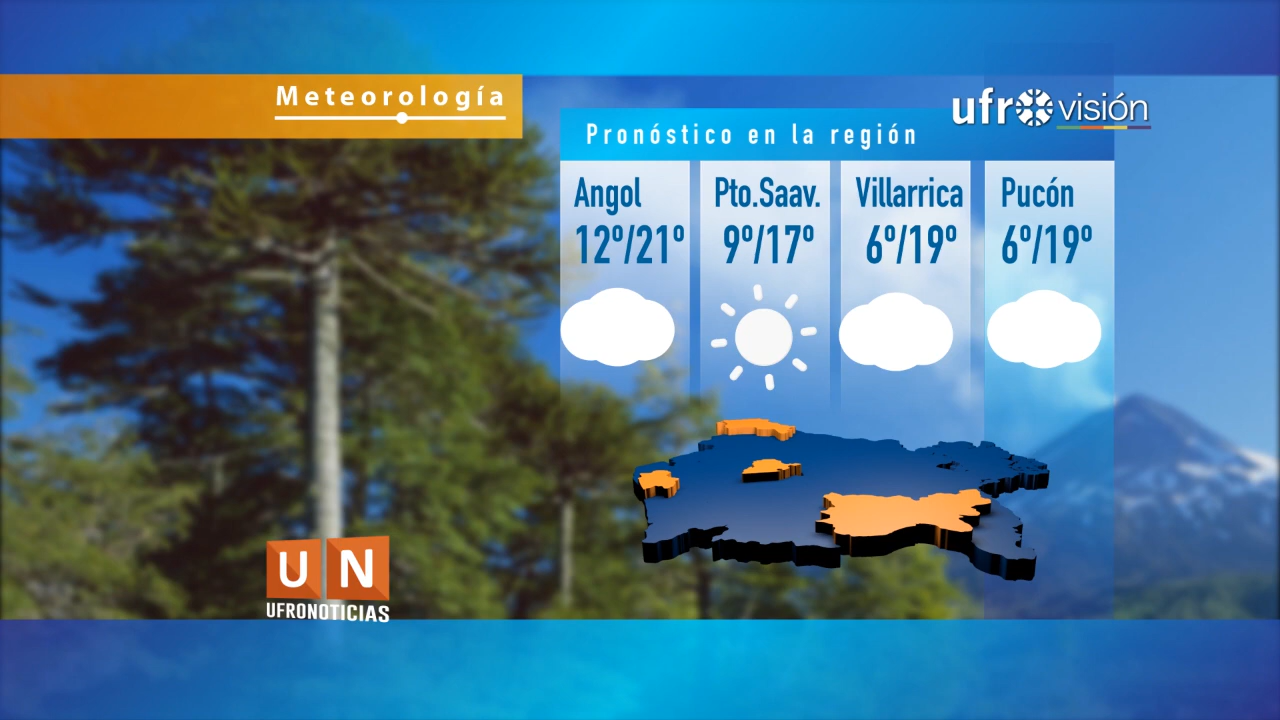 Meteorología
ufrovisión
Pronóstico en la región
Angol
12º/21º
Pto.Saav.
9º/17º
Villarrica
6º/19º
Pucón
6º/19º
UN
UFRONOTICIAS